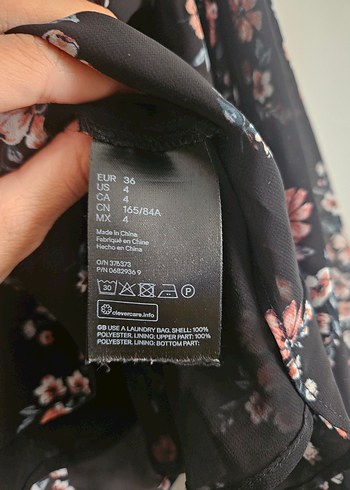 EUR 36
US 4
CA 4
CN 165/84A
MX 4
Made in China
Fabriqué en Chine
Hecho en China
O/N 375373
P/N 0682936 9
30
P
clevercare.info
GB USE A LAUNDRY BAG. SHELL: 100%
POLYESTER. LINING: UPPER PART: 100%
POLYESTER. LINING: BOTTOM PART: